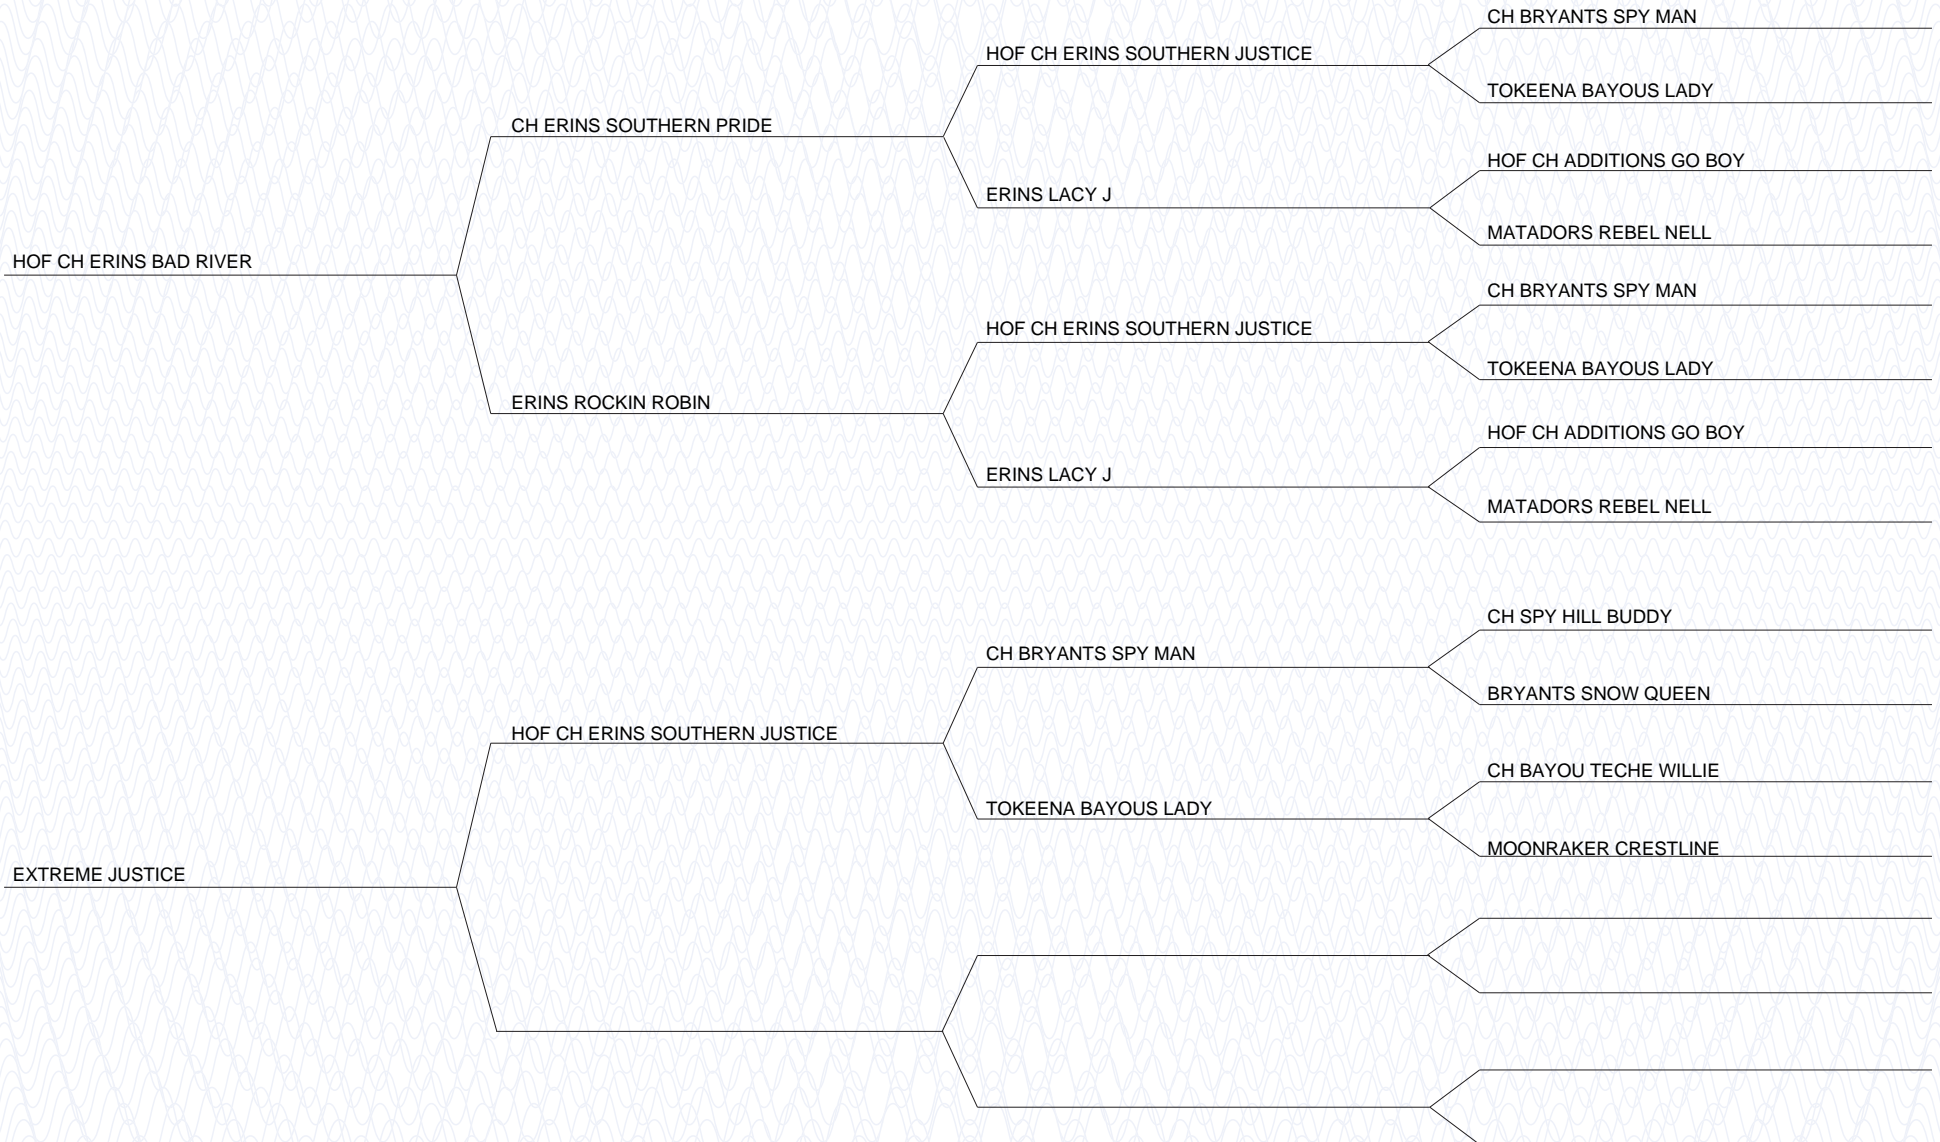 CH BRYANTS SPY MAN
HOF CH ERINS SOUTHERN JUSTICE
TOKEENA BAYOUS LADY
CH ERINS SOUTHERN PRIDE
HOF CH ADDITIONS GO BOY
ERINS LACY J
MATADORS REBEL NELL
HOF CH ERINS BAD RIVER
CH BRYANTS SPY MAN
HOF CH ERINS SOUTHERN JUSTICE
TOKEENA BAYOUS LADY
ERINS ROCKIN ROBIN
HOF CH ADDITIONS GO BOY
ERINS LACY J
MATADORS REBEL NELL
CH SPY HILL BUDDY
CH BRYANTS SPY MAN
BRYANTS SNOW QUEEN
HOF CH ERINS SOUTHERN JUSTICE
CH BAYOU TECHE WILLIE
TOKEENA BAYOUS LADY
MOONRAKER CRESTLINE
EXTREME JUSTICE